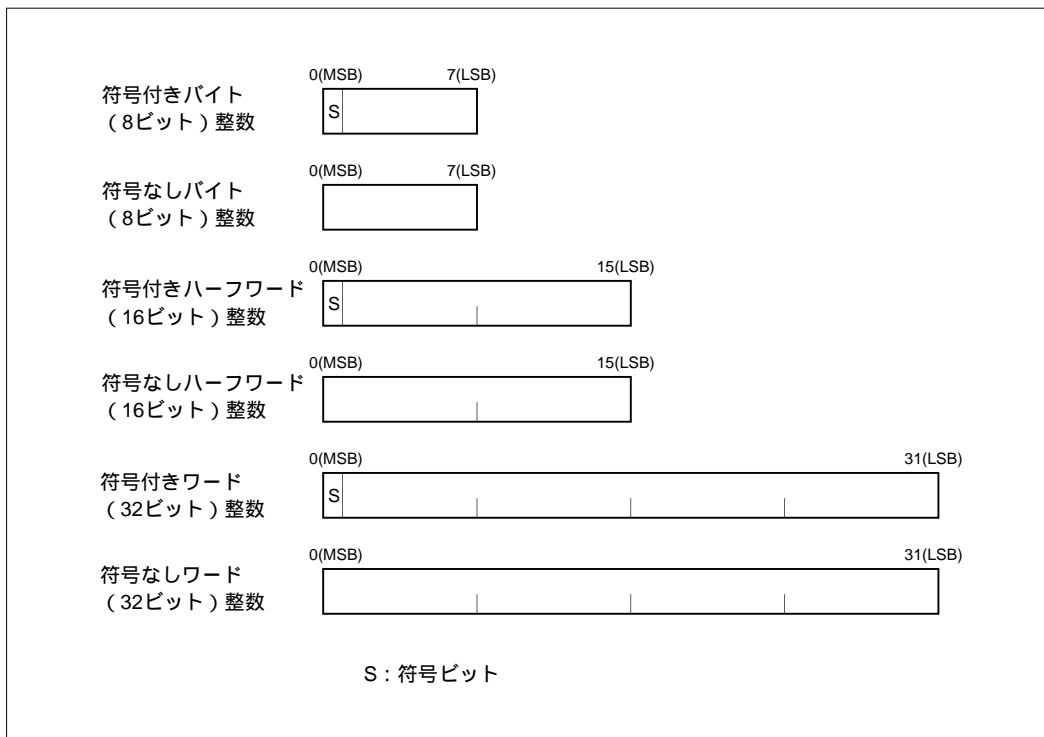 0(MSB) 7(LSB)
符号付きバイト
（8ビット）整数
S
0(MSB) 7(LSB)
符号なしバイト
（8ビット）整数
0(MSB) 15(LSB)
符号付きハーフワード
（16ビット）整数
S
0(MSB) 15(LSB)
符号なしハーフワード
（16ビット）整数
0(MSB) 31(LSB)
符号付きワード
（32ビット）整数
S
0(MSB) 31(LSB)
符号なしワード
（32ビット）整数
S：符号ビット